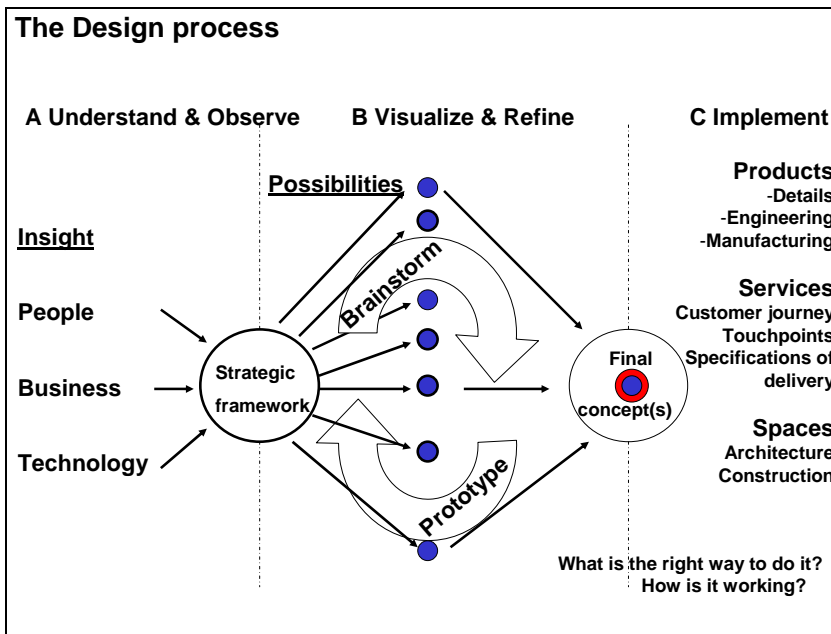 The Design process
A Understand & Observe
B Visualize & Refine
C Implement
Possibilities
Insight
People
Business
Technology
Strategic
framework
Brainstorm
Prototype
Final
concept(s)
Products
-Details
-Engineering
-Manufacturing
Services
Customer journey
Touchpoints
Specifications of
delivery
Spaces
Architecture
Construction
What is the right way to do it?
How is it working?